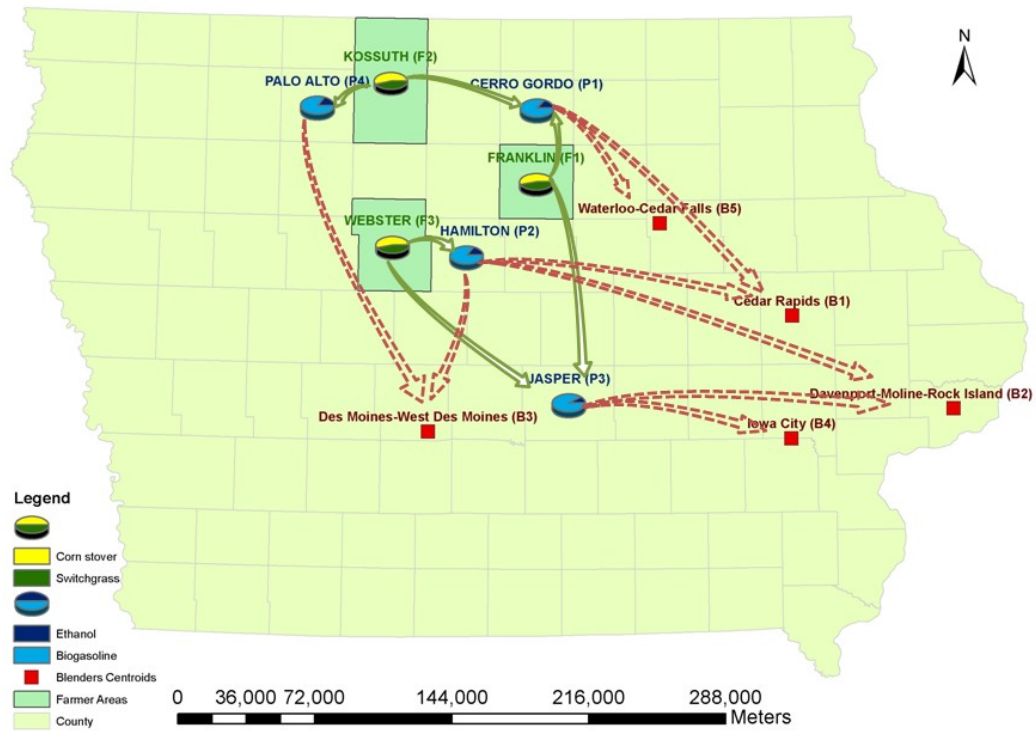 N
KOSSUTH (F2)
PALO ALTO (P4)
CERRO GORDO (P1)
FRANKLIN (F1)
Waterloo-Cedar Falls (B5)
WEBSTER (F3)
HAMILTON (P2)
Cedar Rapids (B1)
JASPER (P3)
Davenport-Moline-Rock Island (B2)
Des Moines-West Des Moines (B3)
Iowa City (B4)
Legend
Corn stover
Switchgrass
Ethanol
Biogasoline
Blenders Centroids
Farmer Areas
County
0 36,000 72,000 144,000 216,000 288,000
Meters